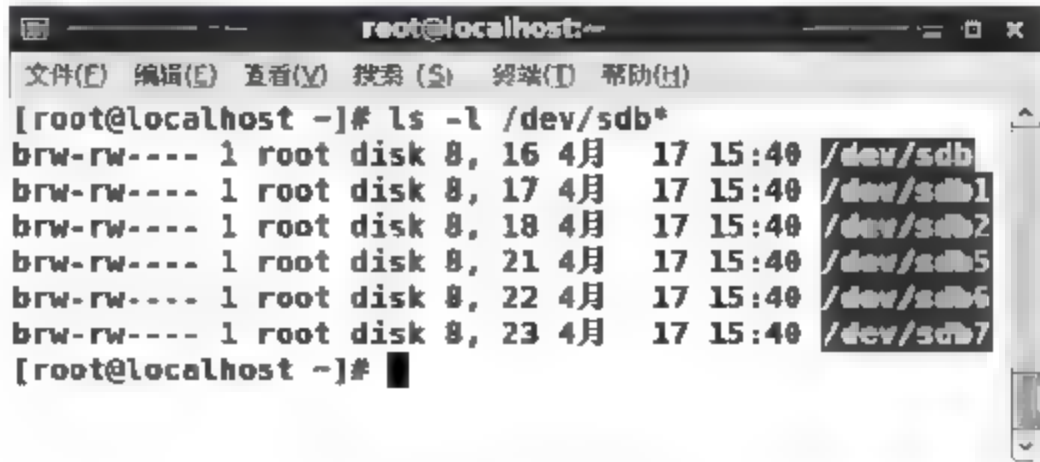 root@localhost:~
文件(F) 编辑(E) 查看(V) 搜索 (S) 终端(T) 帮助(H)
[root@localhost ~]# ls -l /dev/sdb*
brw-rw---- 1 root disk 8, 16 4月 17 15:40 /dev/sdb
brw-rw---- 1 root disk 8, 17 4月 17 15:40 /dev/sdb1
brw-rw---- 1 root disk 8, 18 4月 17 15:40 /dev/sdb2
brw-rw---- 1 root disk 8, 21 4月 17 15:40 /dev/sdb5
brw-rw---- 1 root disk 8, 22 4月 17 15:40 /dev/sdb6
brw-rw---- 1 root disk 8, 23 4月 17 15:40 /dev/sdb7
[root@localhost ~]#